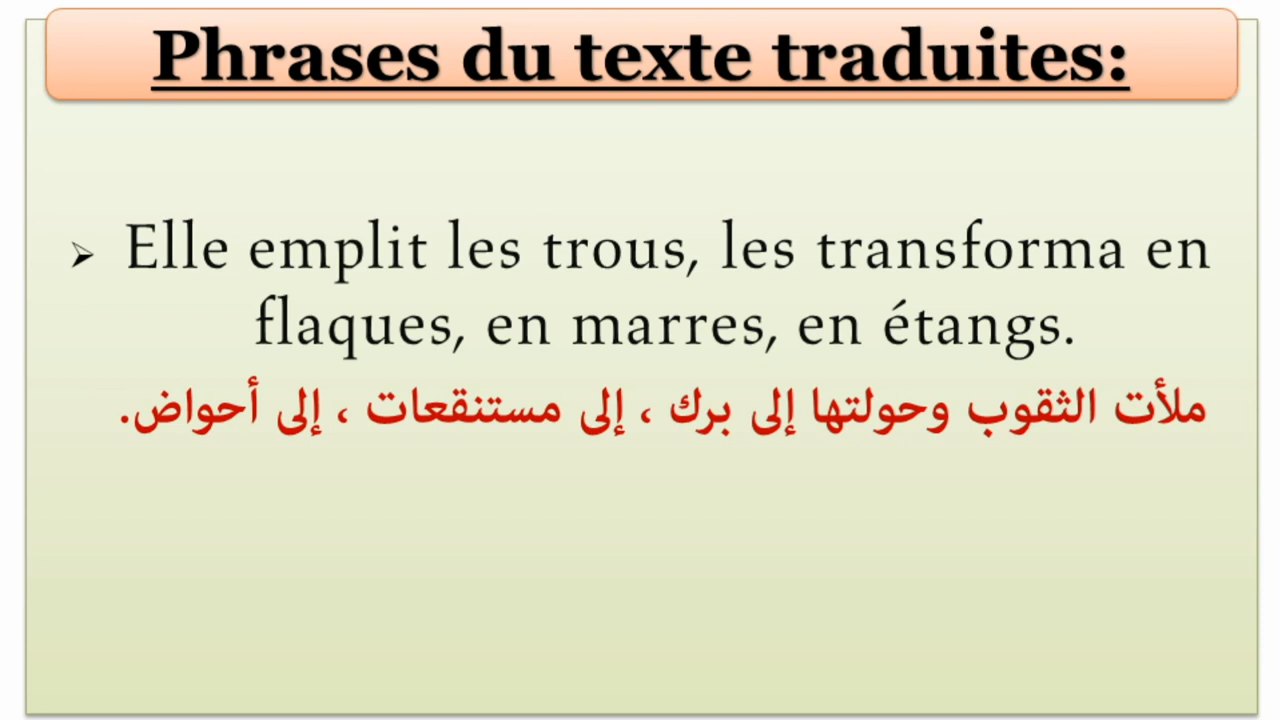 Phrases du texte traduites:
➢ Elle emplit les trous, les transforma en
flaques, en marres, en étangs.
ملأت الثقوب وحولتها إلى برك ، إلى مستنقعات ، إلى أحواض.